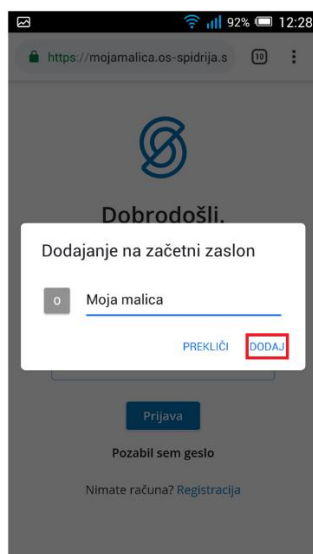 92% 12:28
https://mojamalica.os-spidrija.s 10
Dobrodošli.
Dodajanje na začetni zaslon
O Moja malica
PREKLIČI DODAJ
Prijava
Pozabil sem geslo
Nimate računa? Registracija